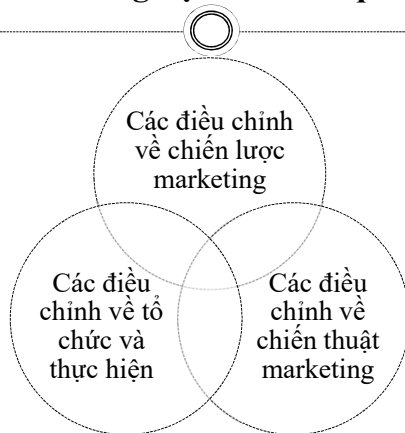 Các điều chỉnh
về chiến lược
marketing
Các điều
chỉnh về tổ
chức và
thực hiện
Các điều
chỉnh về
chiến thuật
marketing